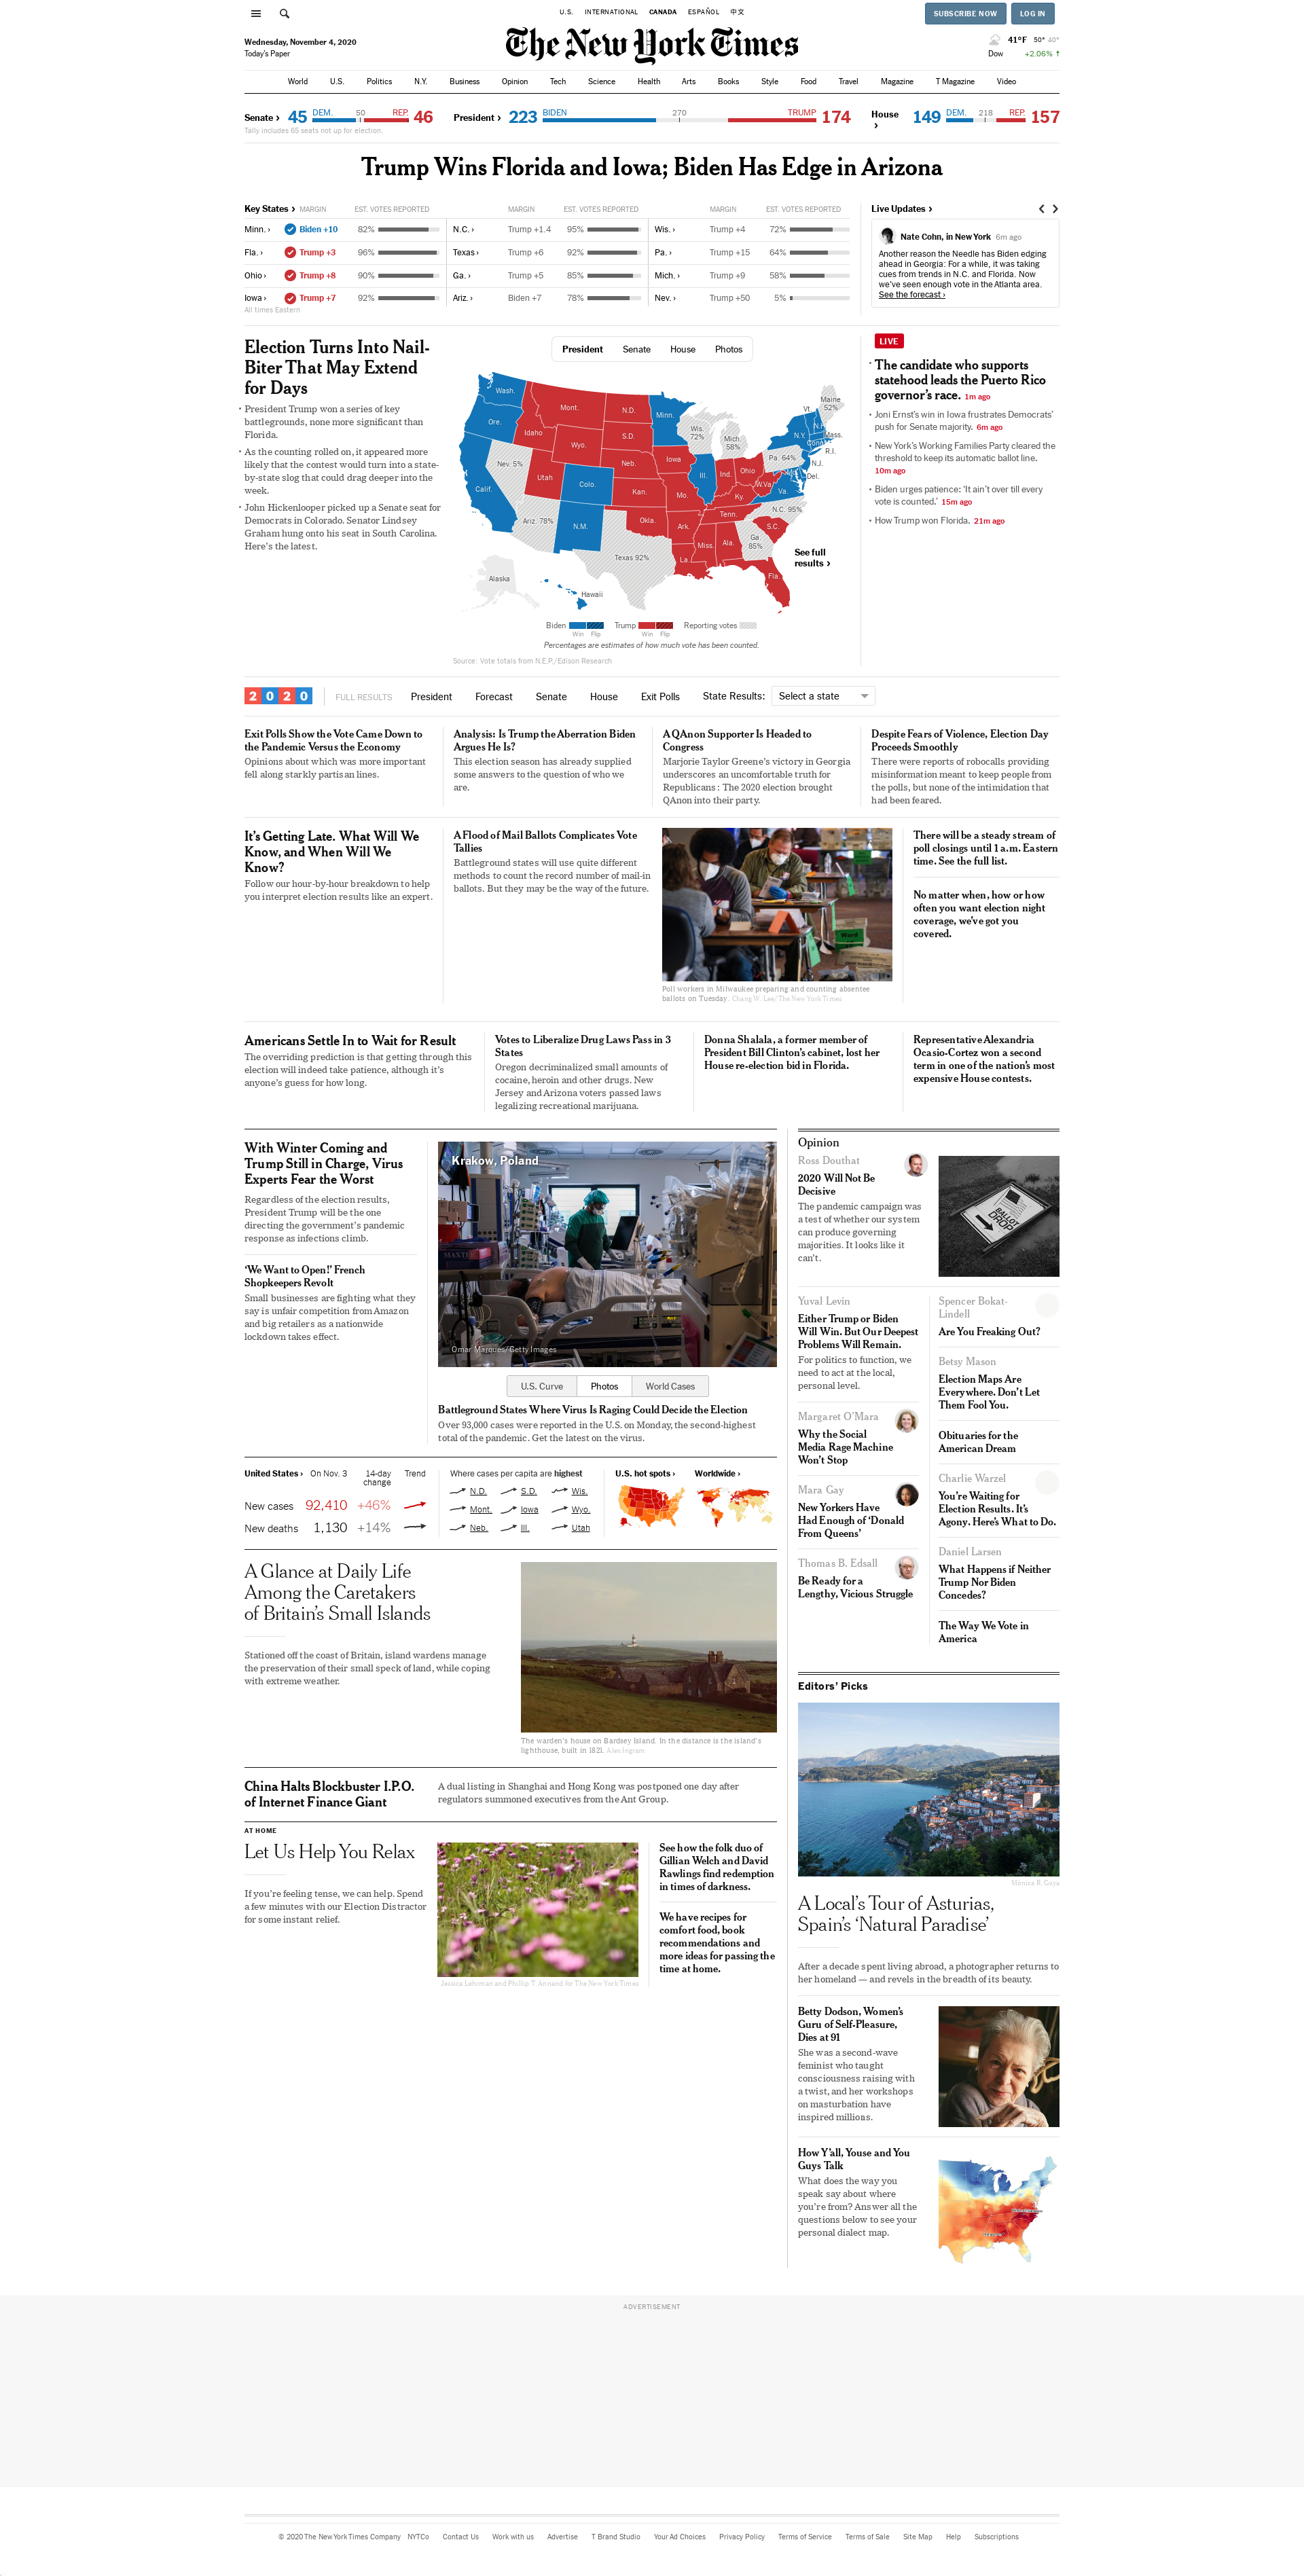 U.S. INTERNATIONAL CANADA ESPAÑOL 中文
SUBSCRIBE NOW LOG IN
Wednesday, November 4, 2020
Today's Paper
The New York Times
41°F 50° 40°
Dow +2.06% ↑
World U.S. Politics N.Y. Business Opinion Tech Science Health Arts Books Style Food Travel Magazine T Magazine Video
Senate › 45 DEM. 50 REP. 46
Tally includes 65 seats not up for election.
President › 223 BIDEN 270 TRUMP 174
House › 149 DEM. 218 REP. 157
Trump Wins Florida and Iowa; Biden Has Edge in Arizona
Key States › MARGIN EST. VOTES REPORTED MARGIN EST. VOTES REPORTED MARGIN EST. VOTES REPORTED
Minn. › Biden +10 82% N.C. › Trump +1.4 95% Wis. › Trump +4 72%
Fla. › Trump +3 96% Texas › Trump +6 92% Pa. › Trump +15 64%
Ohio › Trump +8 90% Ga. › Trump +5 85% Mich. › Trump +9 58%
Iowa › Trump +7 92% Ariz. › Biden +7 78% Nev. › Trump +50 5%
All times Eastern
Live Updates ›
Nate Cohn, in New York 6m ago
Another reason the Needle has Biden edging
ahead in Georgia: For a while, it was taking
cues from trends in N.C. and Florida. Now
we've seen enough vote in the Atlanta area.
See the forecast ›
Election Turns Into Nail-
Biter That May Extend
for Days
• President Trump won a series of key
battlegrounds, none more significant than
Florida.
• As the counting rolled on, it appeared more
likely that the contest would turn into a state-
by-state slog that could drag deeper into the
week.
• John Hickenlooper picked up a Senate seat for
Democrats in Colorado. Senator Lindsey
Graham hung onto his seat in South Carolina.
Here's the latest.
President Senate House Photos
Wash.
Ore.
Calif.
Nev. 5%
Idaho
Mont.
Wyo.
Utah
Colo.
Ariz. 78%
N.M.
N.D.
S.D.
Neb.
Kan.
Okla.
Texas 92%
Minn.
Iowa
Mo.
Ark.
La.
Wis.
72%
Ill.
Mich.
58%
Ind.
Ohio
Ky.
Tenn.
Miss.
Ala.
Ga.
85%
Fla.
S.C.
N.C. 95%
Va.
W.Va.
Pa. 64%
N.Y.
Vt.
N.H.
Maine
52%
Mass.
Conn.
R.I.
N.J.
Del.
Alaska
Hawaii
See full
results ›
Biden Trump Reporting votes
Win Flip Win Flip
Percentages are estimates of how much vote has been counted.
Source: Vote totals from N.E.P./Edison Research
LIVE
• The candidate who supports
statehood leads the Puerto Rico
governor's race. 1m ago
• Joni Ernst's win in Iowa frustrates Democrats'
push for Senate majority. 6m ago
• New York's Working Families Party cleared the
threshold to keep its automatic ballot line.
10m ago
• Biden urges patience: 'It ain't over till every
vote is counted.' 15m ago
• How Trump won Florida. 21m ago
2020 FULL RESULTS President Forecast Senate House Exit Polls State Results: Select a state
Exit Polls Show the Vote Came Down to
the Pandemic Versus the Economy
Opinions about which was more important
fell along starkly partisan lines.
Analysis: Is Trump the Aberration Biden
Argues He Is?
This election season has already supplied
some answers to the question of who we
are.
A QAnon Supporter Is Headed to
Congress
Marjorie Taylor Greene's victory in Georgia
underscores an uncomfortable truth for
Republicans: The 2020 election brought
QAnon into their party.
Despite Fears of Violence, Election Day
Proceeds Smoothly
There were reports of robocalls providing
misinformation meant to keep people from
the polls, but none of the intimidation that
had been feared.
It's Getting Late. What Will We
Know, and When Will We
Know?
Follow our hour-by-hour breakdown to help
you interpret election results like an expert.
A Flood of Mail Ballots Complicates Vote
Tallies
Battleground states will use quite different
methods to count the record number of mail-in
ballots. But they may be the way of the future.
Poll workers in Milwaukee preparing and counting absentee
ballots on Tuesday. Chang W. Lee/The New York Times
There will be a steady stream of
poll closings until 1 a.m. Eastern
time. See the full list.
No matter when, how or how
often you want election night
coverage, we've got you
covered.
Americans Settle In to Wait for Result
The overriding prediction is that getting through this
election will indeed take patience, although it's
anyone's guess for how long.
Votes to Liberalize Drug Laws Pass in 3
States
Oregon decriminalized small amounts of
cocaine, heroin and other drugs. New
Jersey and Arizona voters passed laws
legalizing recreational marijuana.
Donna Shalala, a former member of
President Bill Clinton's cabinet, lost her
House re-election bid in Florida.
Representative Alexandria
Ocasio-Cortez won a second
term in one of the nation's most
expensive House contests.
With Winter Coming and
Trump Still in Charge, Virus
Experts Fear the Worst
Regardless of the election results,
President Trump will be the one
directing the government's pandemic
response as infections climb.
'We Want to Open!' French
Shopkeepers Revolt
Small businesses are fighting what they
say is unfair competition from Amazon
and big retailers as a nationwide
lockdown takes effect.
Krakow, Poland
Omar Marques/Getty Images
U.S. Curve Photos World Cases
Battleground States Where Virus Is Raging Could Decide the Election
Over 93,000 cases were reported in the U.S. on Monday, the second-highest
total of the pandemic. Get the latest on the virus.
United States › On Nov. 3 14-day
change Trend
New cases 92,410 +46%
New deaths 1,130 +14%
Where cases per capita are highest
N.D. S.D. Wis.
Mont. Iowa Wyo.
Neb. Ill. Utah
U.S. hot spots › Worldwide ›
A Glance at Daily Life
Among the Caretakers
of Britain's Small Islands
Stationed off the coast of Britain, island wardens manage
the preservation of their small speck of land, while coping
with extreme weather.
The warden's house on Bardsey Island. In the distance is the island's
lighthouse, built in 1821. Alex Ingram
China Halts Blockbuster I.P.O.
of Internet Finance Giant
A dual listing in Shanghai and Hong Kong was postponed one day after
regulators summoned executives from the Ant Group.
AT HOME
Let Us Help You Relax
If you're feeling tense, we can help. Spend
a few minutes with our Election Distractor
for some instant relief.
Jessica Lehrman and Phillip T. Annand for The New York Times
See how the folk duo of
Gillian Welch and David
Rawlings find redemption
in times of darkness.
We have recipes for
comfort food, book
recommendations and
more ideas for passing the
time at home.
Opinion
Ross Douthat
2020 Will Not Be
Decisive
The pandemic campaign was
a test of whether our system
can produce governing
majorities. It looks like it
can't.
BALLOT
DROP
Yuval Levin
Either Trump or Biden
Will Win. But Our Deepest
Problems Will Remain.
For politics to function, we
need to act at the local,
personal level.
Margaret O'Mara
Why the Social
Media Rage Machine
Won't Stop
Mara Gay
New Yorkers Have
Had Enough of 'Donald
From Queens'
Thomas B. Edsall
Be Ready for a
Lengthy, Vicious Struggle
Spencer Bokat-
Lindell
Are You Freaking Out?
Betsy Mason
Election Maps Are
Everywhere. Don't Let
Them Fool You.
Obituaries for the
American Dream
Charlie Warzel
You're Waiting for
Election Results. It's
Agony. Here's What to Do.
Daniel Larsen
What Happens if Neither
Trump Nor Biden
Concedes?
The Way We Vote in
America
Editors' Picks
Mónica R. Goya
A Local's Tour of Asturias,
Spain's 'Natural Paradise'
After a decade spent living abroad, a photographer returns to
her homeland — and revels in the breadth of its beauty.
Betty Dodson, Women's
Guru of Self-Pleasure,
Dies at 91
She was a second-wave
feminist who taught
consciousness raising with
a twist, and her workshops
on masturbation have
inspired millions.
How Y'all, Youse and You
Guys Talk
What does the way you
speak say about where
you're from? Answer all the
questions below to see your
personal dialect map.
ADVERTISEMENT
© 2020 The New York Times Company NYTCo Contact Us Work with us Advertise T Brand Studio Your Ad Choices Privacy Policy Terms of Service Terms of Sale Site Map Help Subscriptions